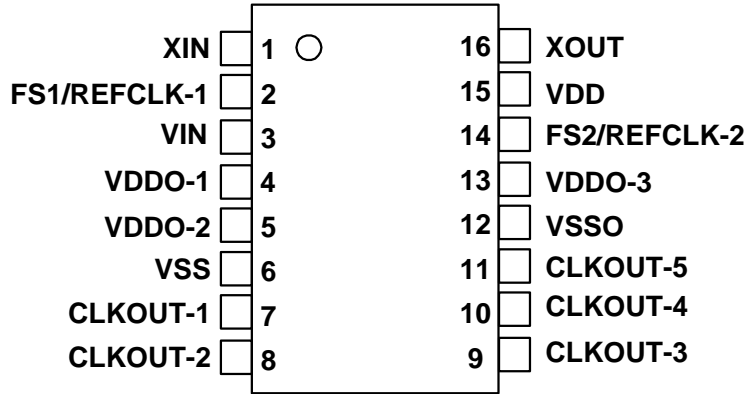 XIN 1 16 XOUT
FS1/REFCLK-1 2 15 VDD
VIN 3 14 FS2/REFCLK-2
VDDO-1 4 13 VDDO-3
VDDO-2 5 12 VSSO
VSS 6 11 CLKOUT-5
CLKOUT-1 7 10 CLKOUT-4
CLKOUT-2 8 9 CLKOUT-3